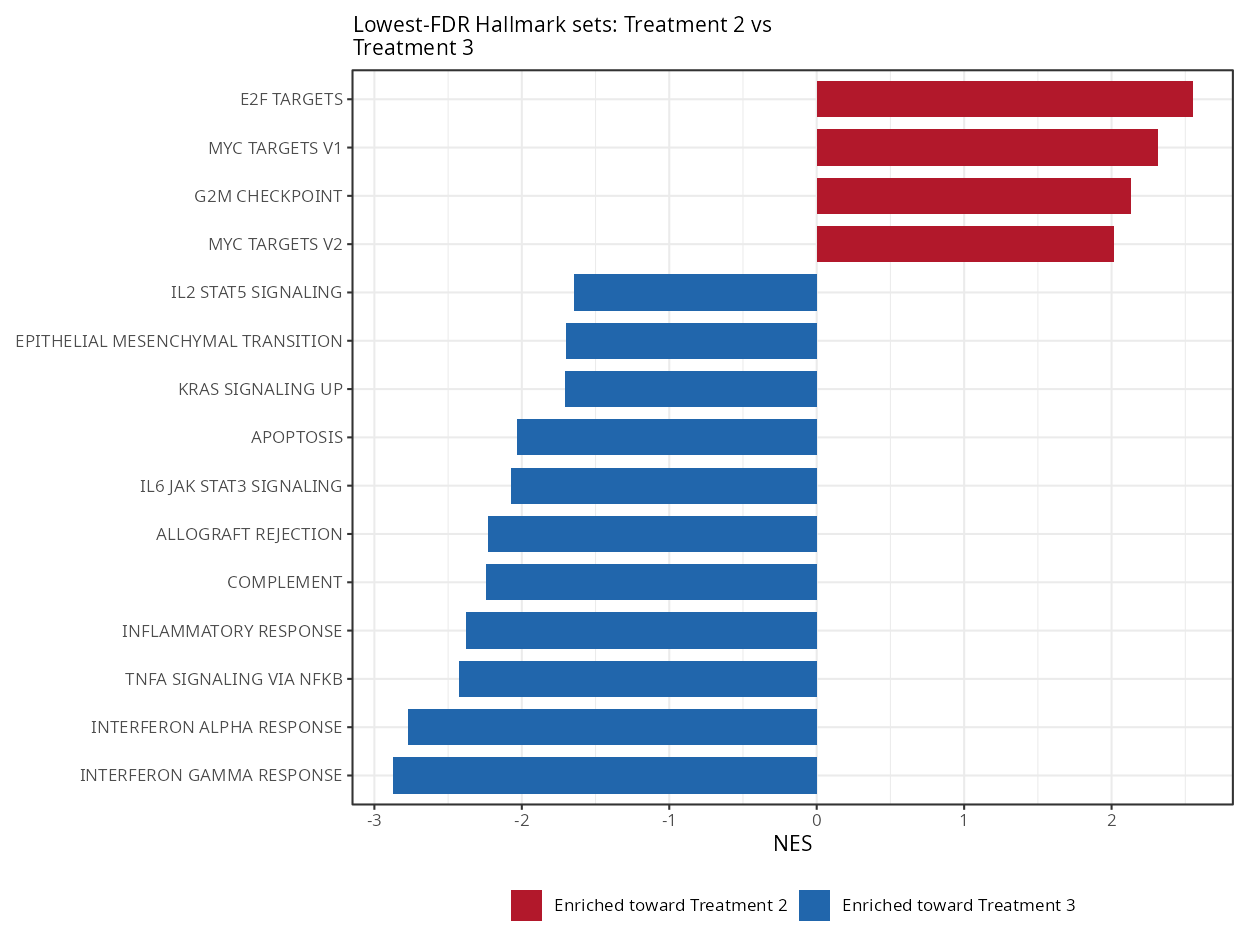 Lowest-FDR Hallmark sets: Treatment 2 vs
Treatment 3
E2F TARGETS
MYC TARGETS V1
G2M CHECKPOINT
MYC TARGETS V2
IL2 STAT5 SIGNALING
EPITHELIAL MESENCHYMAL TRANSITION
KRAS SIGNALING UP
APOPTOSIS
IL6 JAK STAT3 SIGNALING
ALLOGRAFT REJECTION
COMPLEMENT
INFLAMMATORY RESPONSE
TNFA SIGNALING VIA NFKB
INTERFERON ALPHA RESPONSE
INTERFERON GAMMA RESPONSE
-3 -2 -1 0 1 2
NES
Enriched toward Treatment 2 Enriched toward Treatment 3